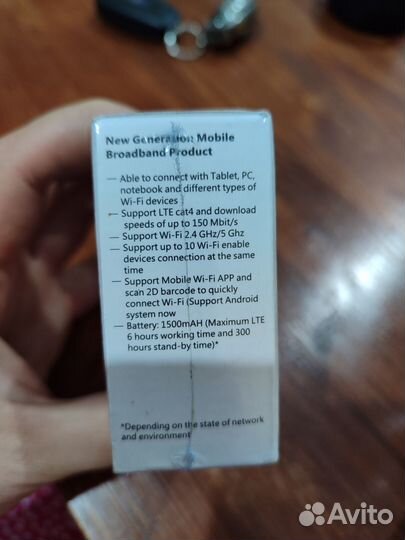 New Generation Mobile
Broadband Product
— Able to connect with Tablet, PC,
notebook and different types of
Wi-Fi devices
— Support LTE cat4 and download
speeds of up to 150 Mbit/s
— Support Wi-Fi 2.4 GHz/5 Ghz
— Support up to 10 Wi-Fi enable
devices connection at the same
time
— Support Mobile Wi-Fi APP and
scan 2D barcode to quickly
connect Wi-Fi (Support Android
system now
— Battery: 1500mAH (Maximum LTE
6 hours working time and 300
hours stand-by time)*
*Depending on the state of network
and environment
Avito